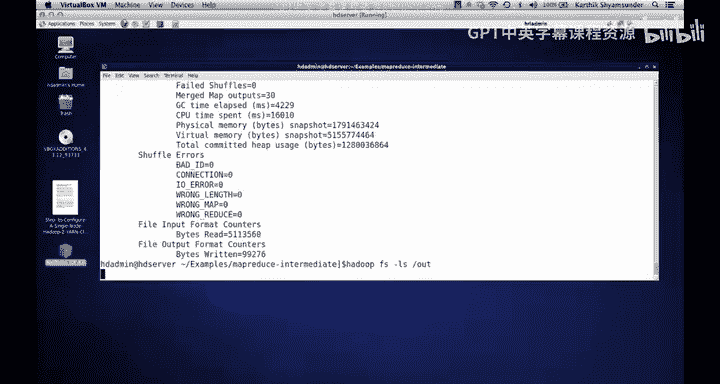 VirtualBox VM Machine View Devices Help
100%
Karthik Shyamsunder
hdserver [Running]
Applications Places System
hdadmin
GPT中英字幕课程资源 bilibili
Computer
hdadmin's Home
Trash
hdadmin@hdserver:~/Examples/mapreduce-intermediate
File Edit View Search Terminal Help
Failed Shuffles=0
Merged Map outputs=30
GC time elapsed (ms)=4229
CPU time spent (ms)=16010
Physical memory (bytes) snapshot=1791463424
Virtual memory (bytes) snapshot=5155774464
Total committed heap usage (bytes)=1280036864
Shuffle Errors
BAD_ID=0
CONNECTION=0
IO_ERROR=0
WRONG_LENGTH=0
WRONG_MAP=0
WRONG_REDUCE=0
File Input Format Counters
Bytes Read=5113560
File Output Format Counters
Bytes Written=99276
hdadmin@hdserver ~/Examples/mapreduce-intermediate]$hadoop fs -ls /out